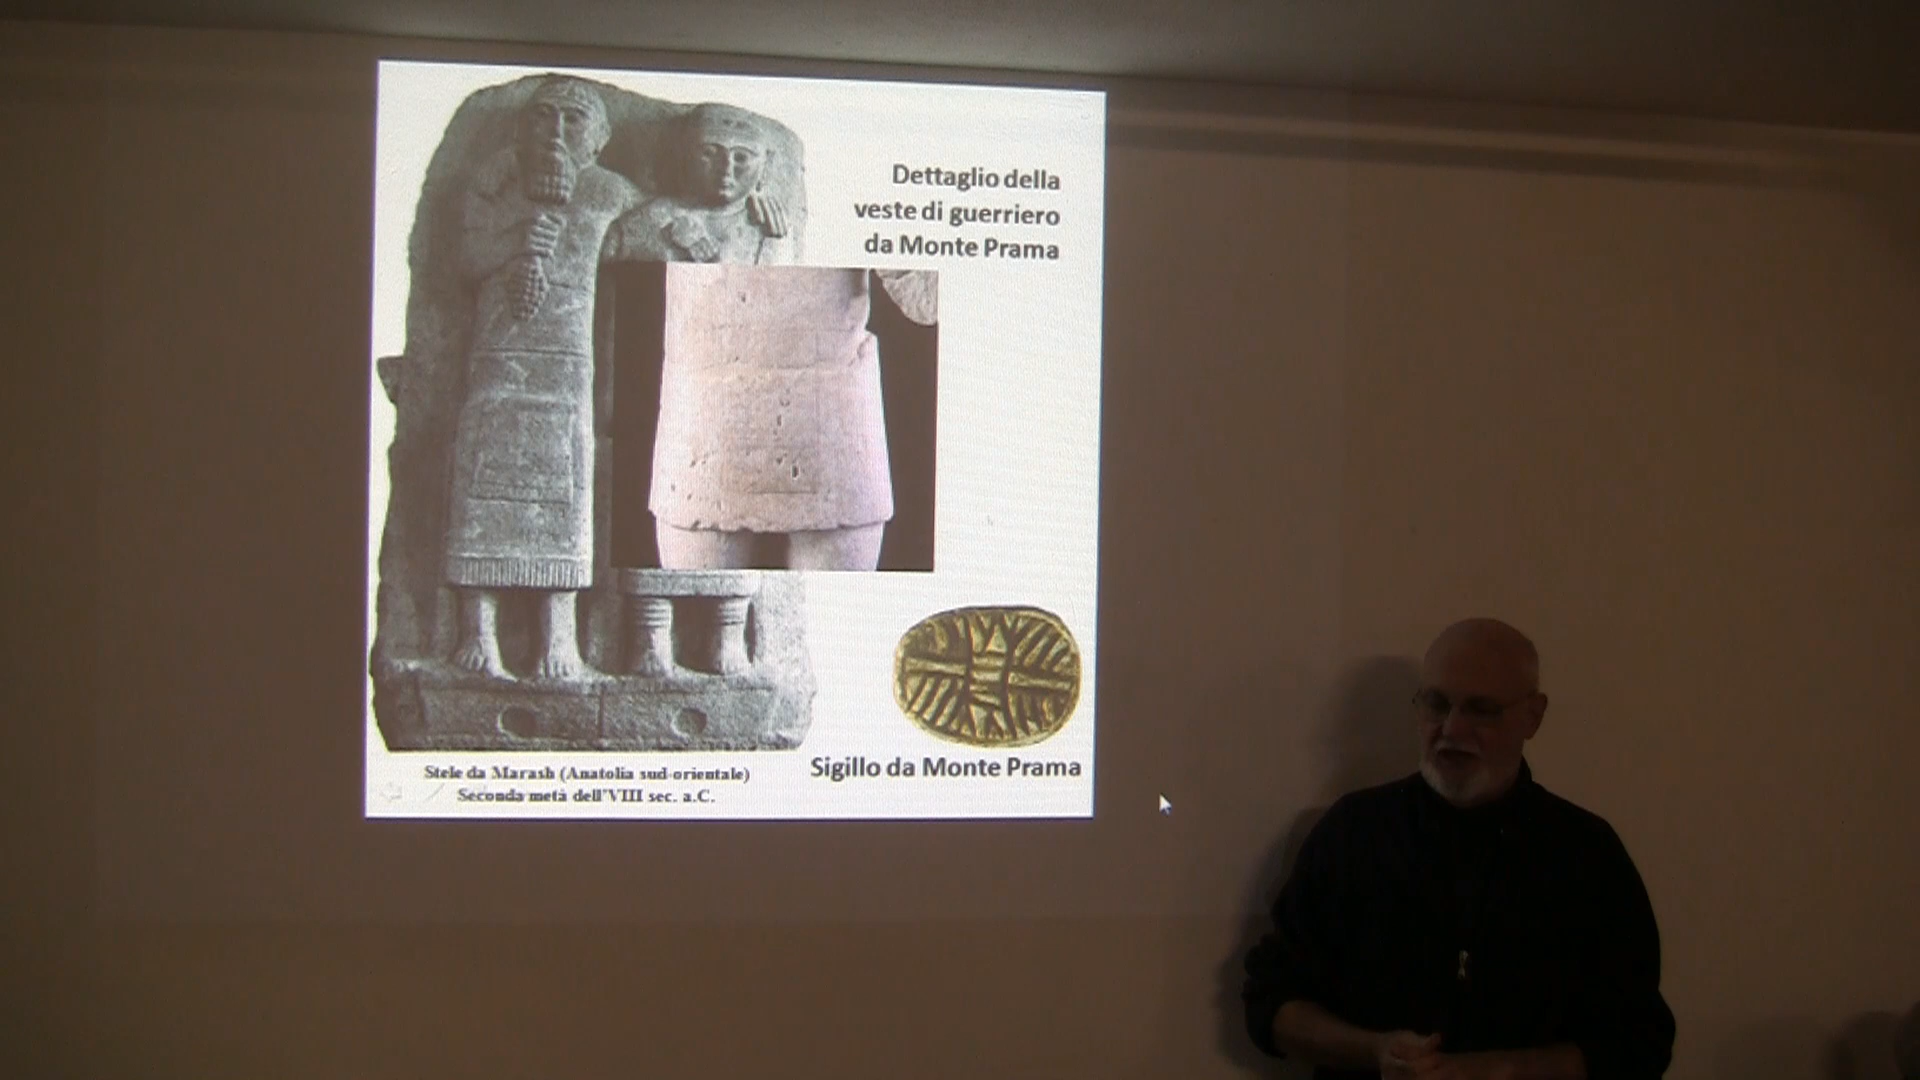 Dettaglio della
veste di guerriero
da Monte Prama
Sigillo da Monte Prama
Stele da Marash (Anatolia sud-orientale)
Seconda metà dell'VIII sec. a.C.